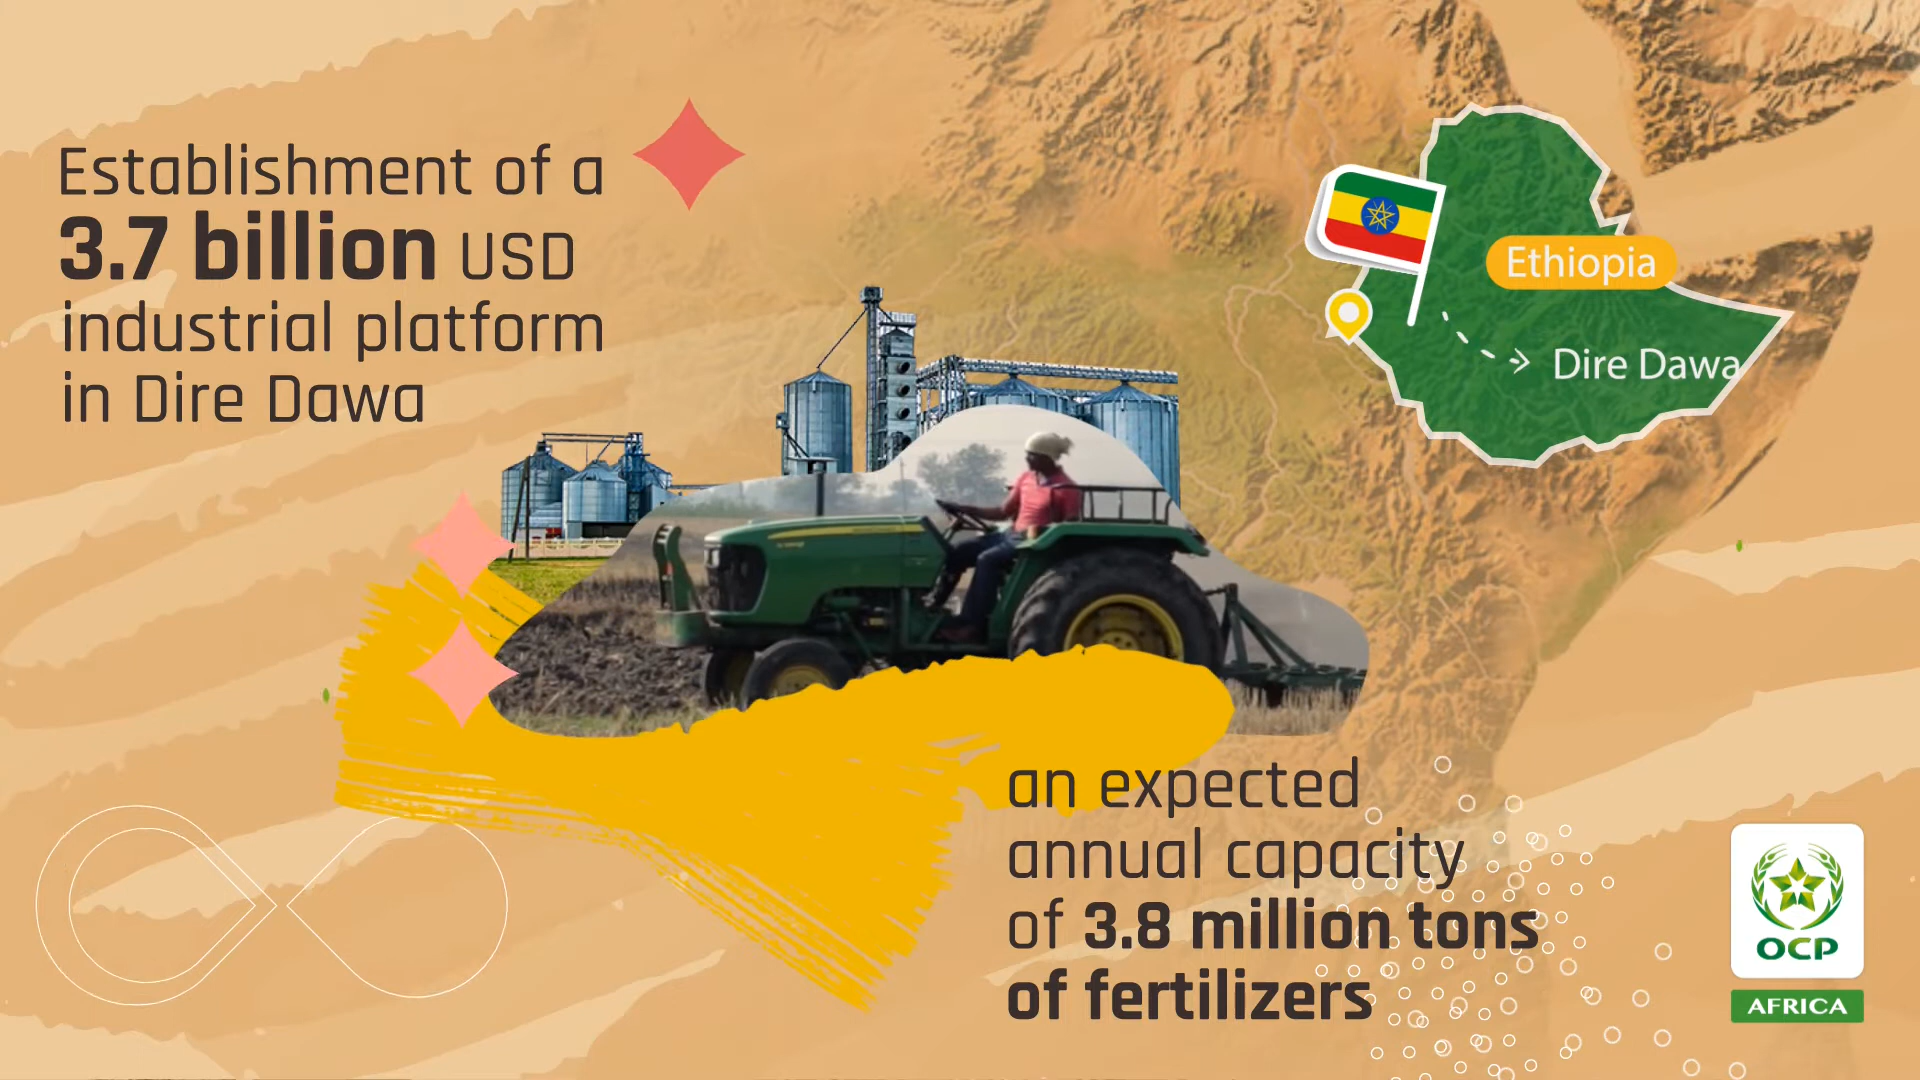 Establishment of a
3.7 billion USD
industrial platform
in Dire Dawa
Ethiopia
Dire Dawa
an expected
annual capacity
of 3.8 million tons
of fertilizers
OCP
AFRICA